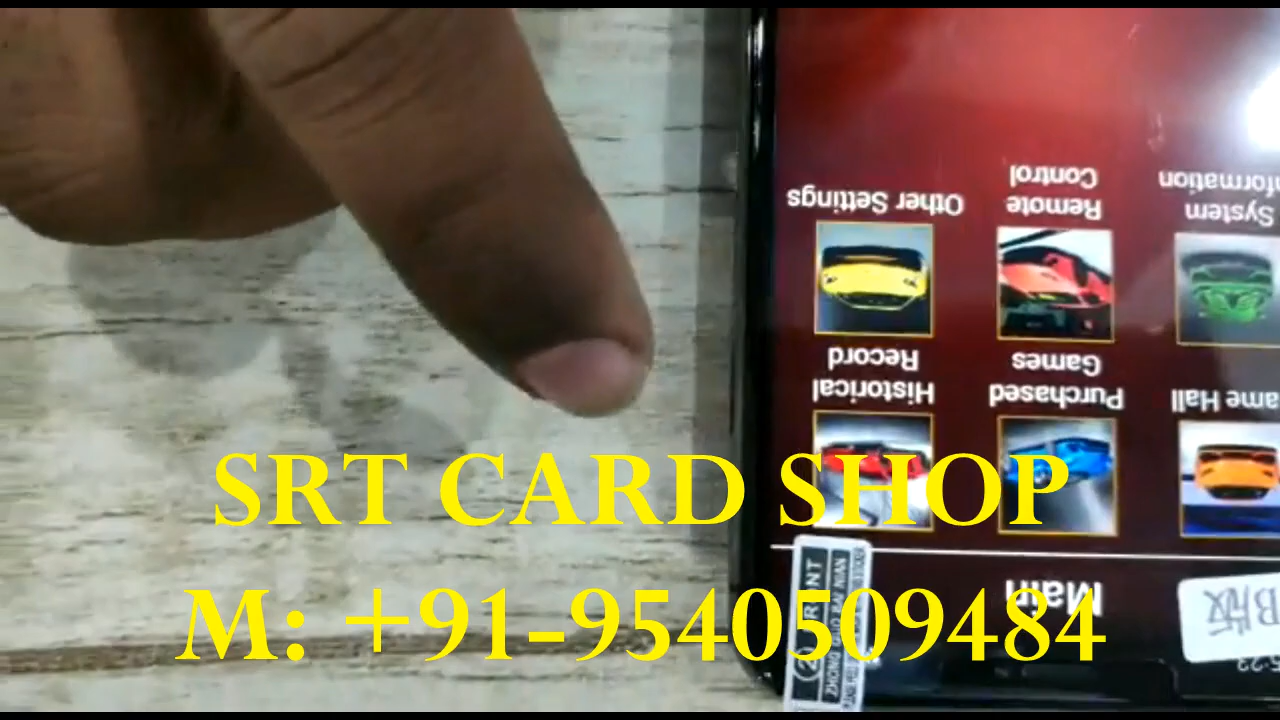 SRT CARD SHOP
M: +91-9540509484
Main
Purchased
Games
Historical
Record
System
Remote
Control
Other Settings